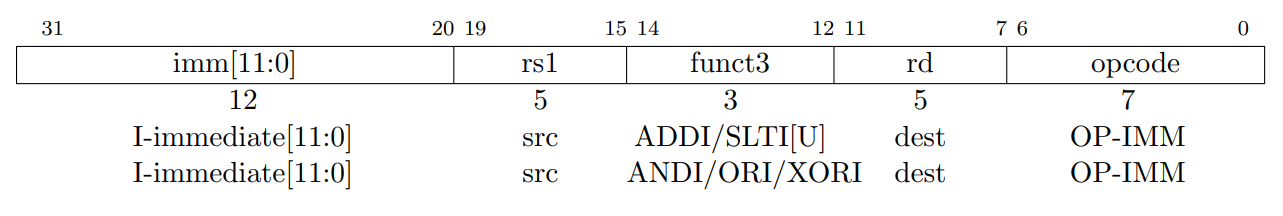 31 20 19 15 14 12 11 7 6 0
imm[11:0] rs1 funct3 rd opcode
12 5 3 5 7
I-immediate[11:0] src ADDI/SLTI[U] dest OP-IMM
I-immediate[11:0] src ANDI/ORI/XORI dest OP-IMM